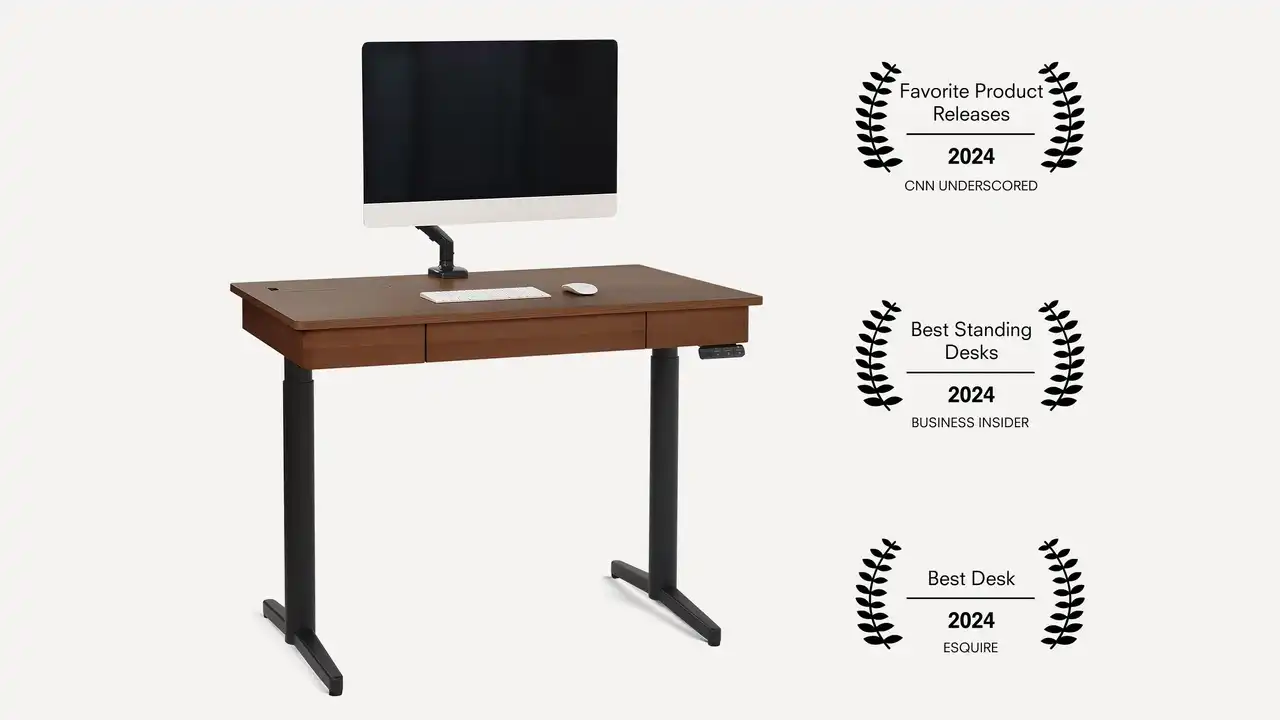 Favorite Product
Releases
2024
CNN UNDERSCORED
Best Standing
Desks
2024
BUSINESS INSIDER
Best Desk
2024
ESQUIRE